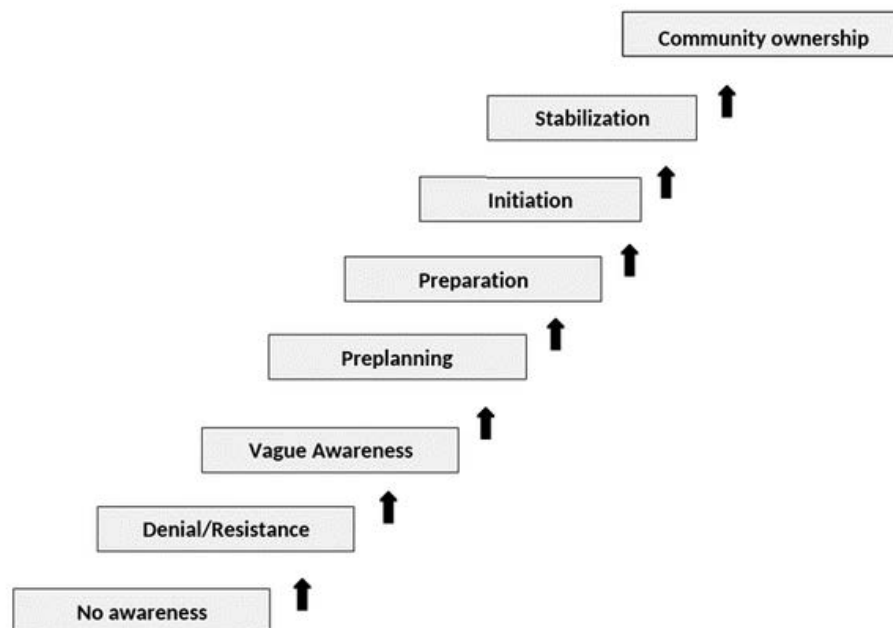 Community ownership
Stabilization
Initiation
Preparation
Preplanning
Vague Awareness
Denial/Resistance
No awareness